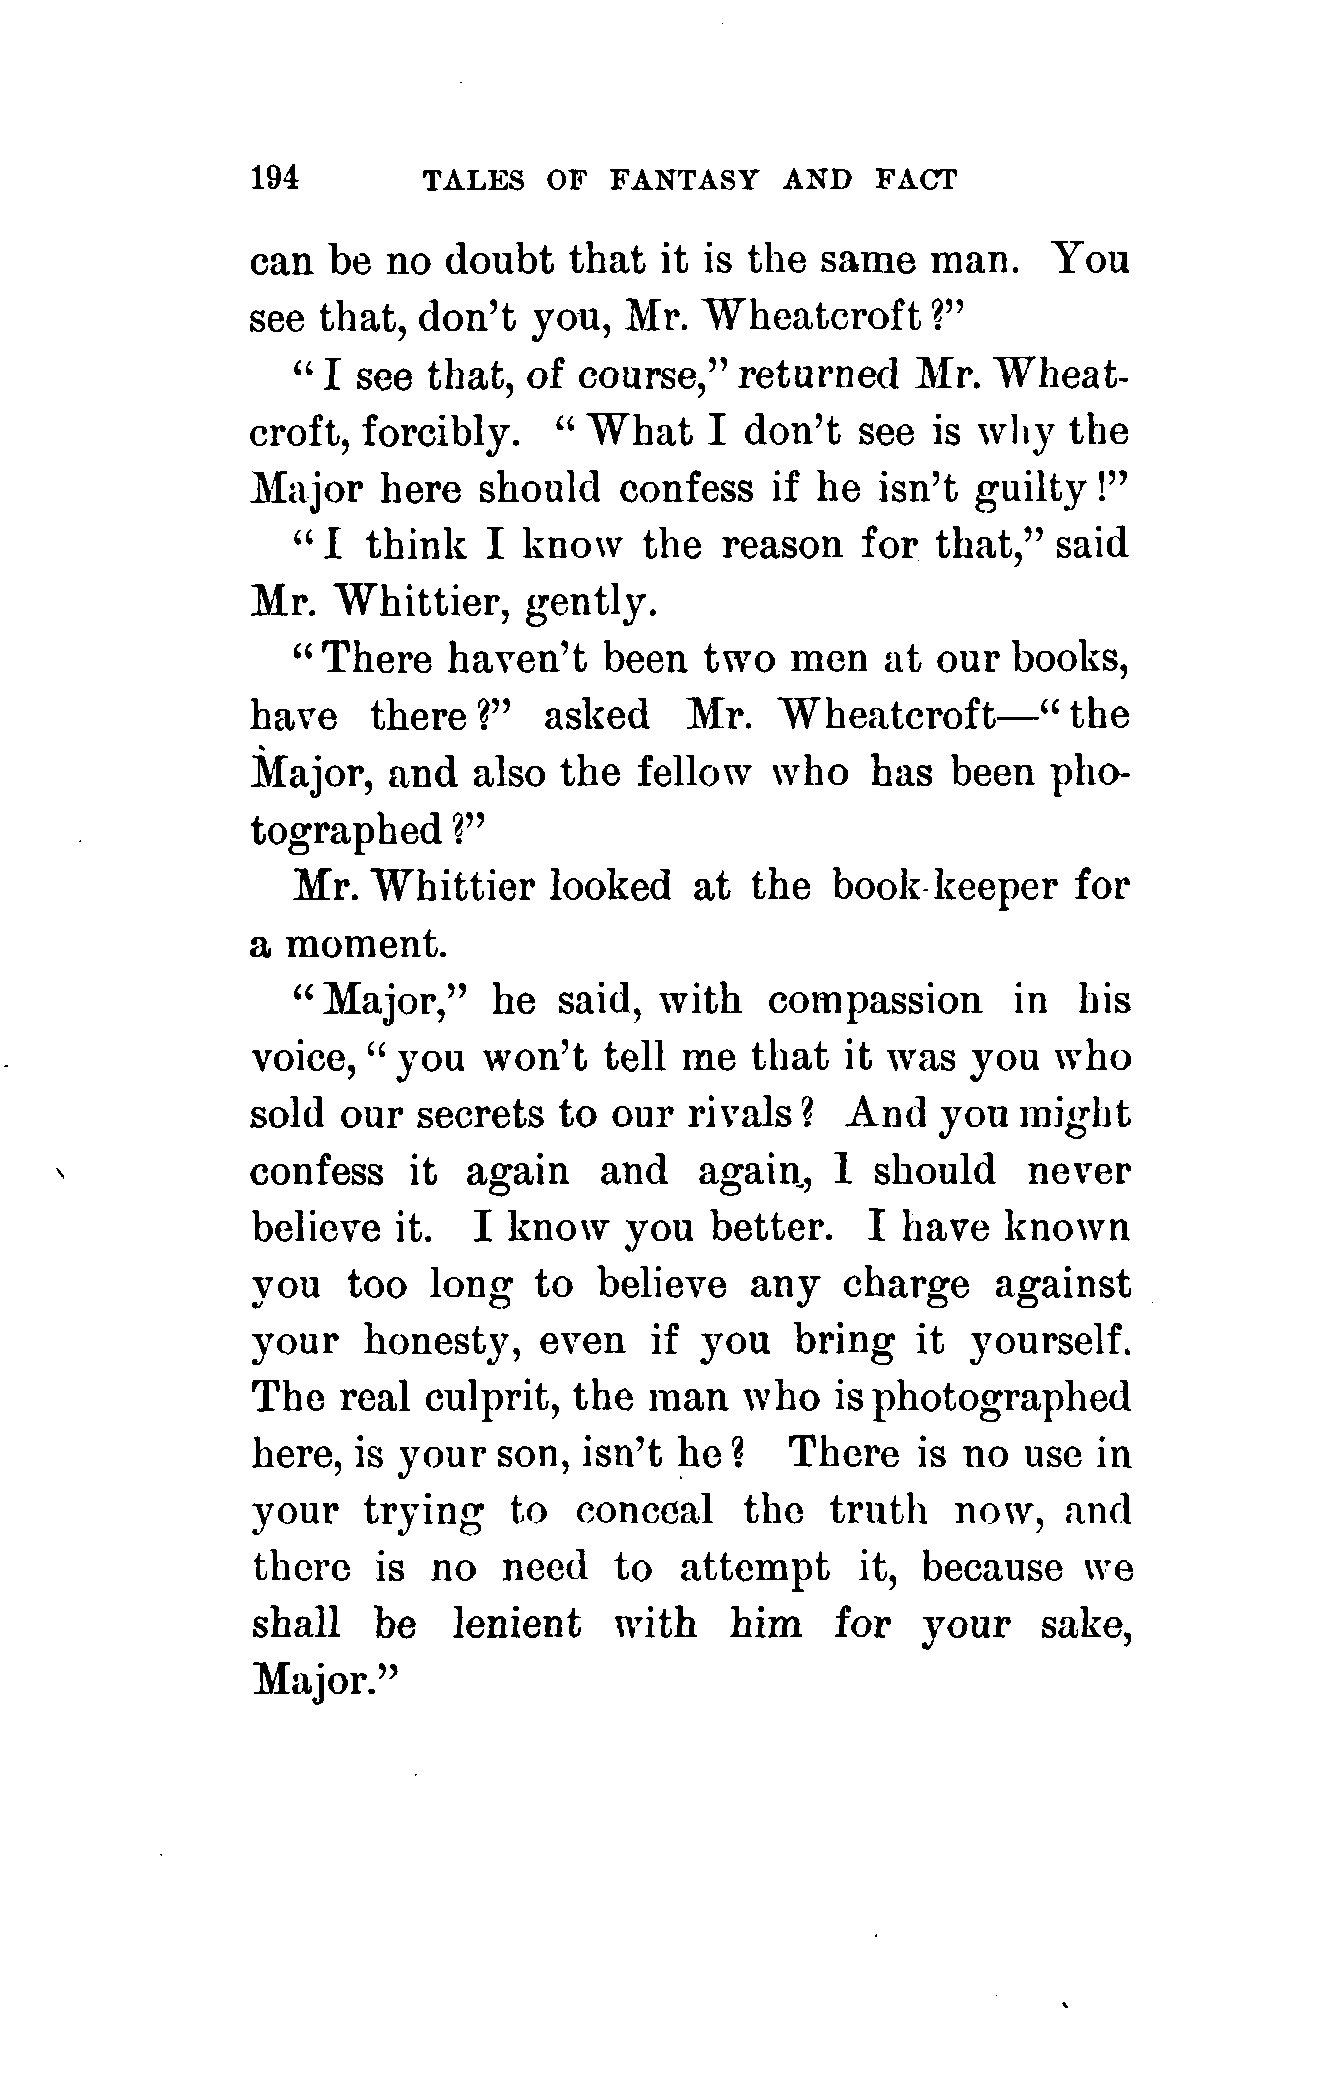 194 TALES OF FANTASY AND FACT
can be no doubt that it is the same man. You
see that, don't you, Mr. Wheatcroft?"
"I see that, of course," returned Mr. Wheat-
croft, forcibly. "What I don't see is why the
Major here should confess if he isn't guilty!"
"I think I know the reason for that," said
Mr. Whittier, gently.
"There haven't been two men at our books,
have there?" asked Mr. Wheatcroft—"the
Major, and also the fellow who has been pho-
tographed?"
Mr. Whittier looked at the book-keeper for
a moment.
"Major," he said, with compassion in his
voice, "you won't tell me that it was you who
sold our secrets to our rivals? And you might
confess it again and again, I should never
believe it. I know you better. I have known
you too long to believe any charge against
your honesty, even if you bring it yourself.
The real culprit, the man who is photographed
here, is your son, isn't he? There is no use in
your trying to conceal the truth now, and
there is no need to attempt it, because we
shall be lenient with him for your sake,
Major."